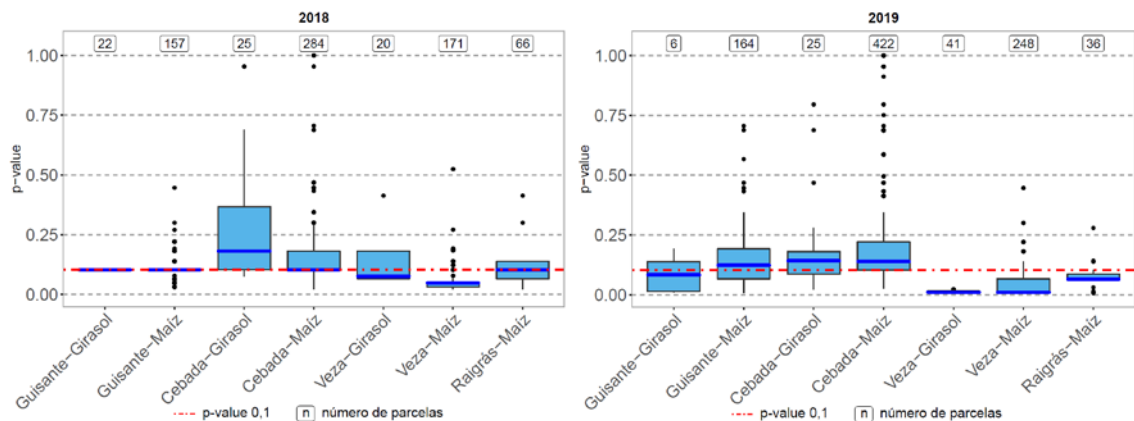 2018
22 157 25 284 20 171 66
1.00
0.75
0.50
0.25
0.00
p-value
Guisante-Girasol
Guisante-Maíz
Cebada-Girasol
Cebada-Maíz
Veza-Girasol
Veza-Maíz
Raigrás-Maíz
p-value 0,1 n número de parcelas
2019
6 164 25 422 41 248 36
1.00
0.75
0.50
0.25
0.00
p-value
Guisante-Girasol
Guisante-Maíz
Cebada-Girasol
Cebada-Maíz
Veza-Girasol
Veza-Maíz
Raigrás-Maíz
p-value 0,1 n número de parcelas